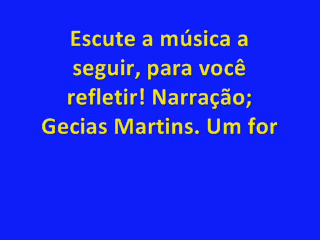 Escute a música a
seguir, para você
refletir! Narração;
Gecias Martins. Um for